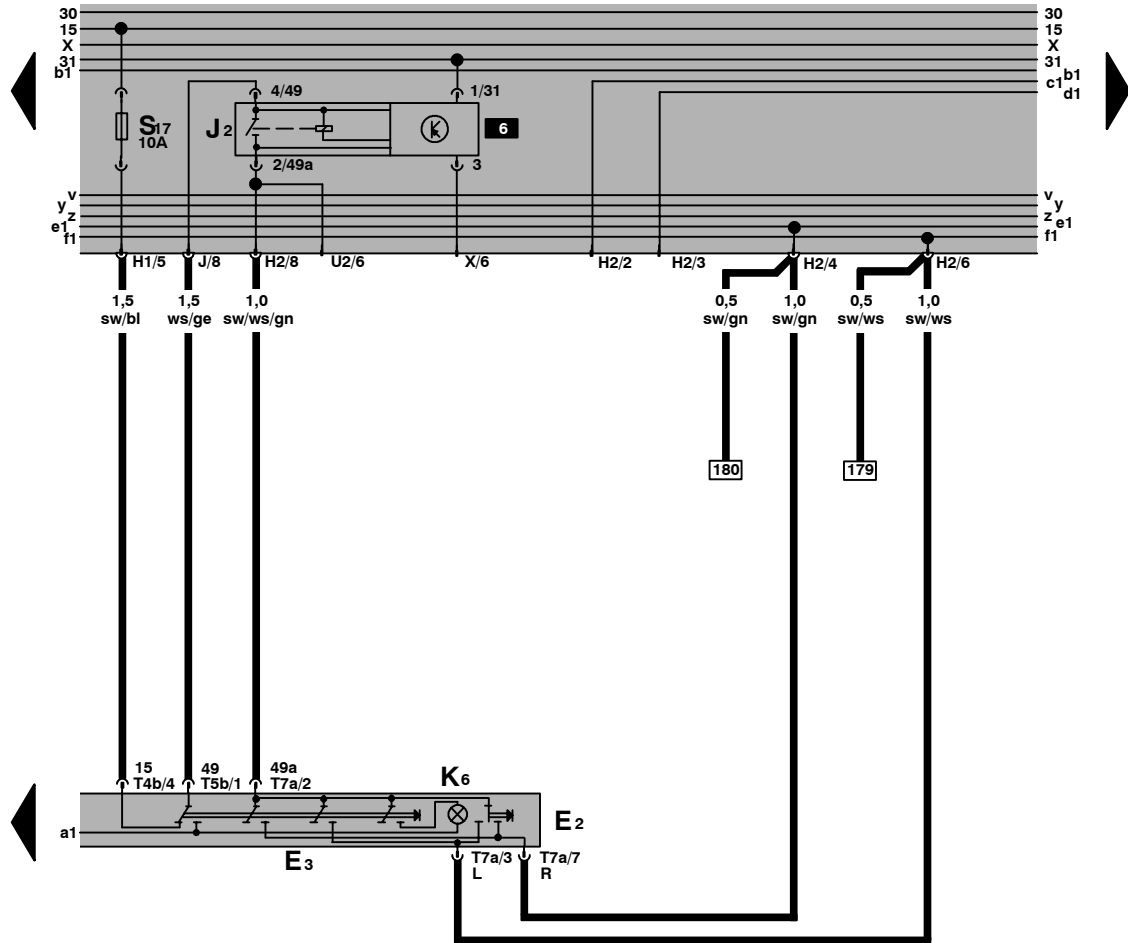 30 30
15 15
X X
31 31
b1 b1
c1
d1
4/49 1/31
S17
10A
J2
6
2/49a 3
v v
y y
z z
e1 e1
f1 f1
H1/5 J/8 H2/8 U2/6 X/6 H2/2 H2/3 H2/4 H2/6
1,5 1,5 1,0 0,5 1,0 0,5 1,0
sw/bl ws/ge sw/ws/gn sw/gn sw/gn sw/ws sw/ws
180 179
15 49 49a
T4b/4 T5b/1 T7a/2
K6
E2
a1
E3
T7a/3 T7a/7
L R